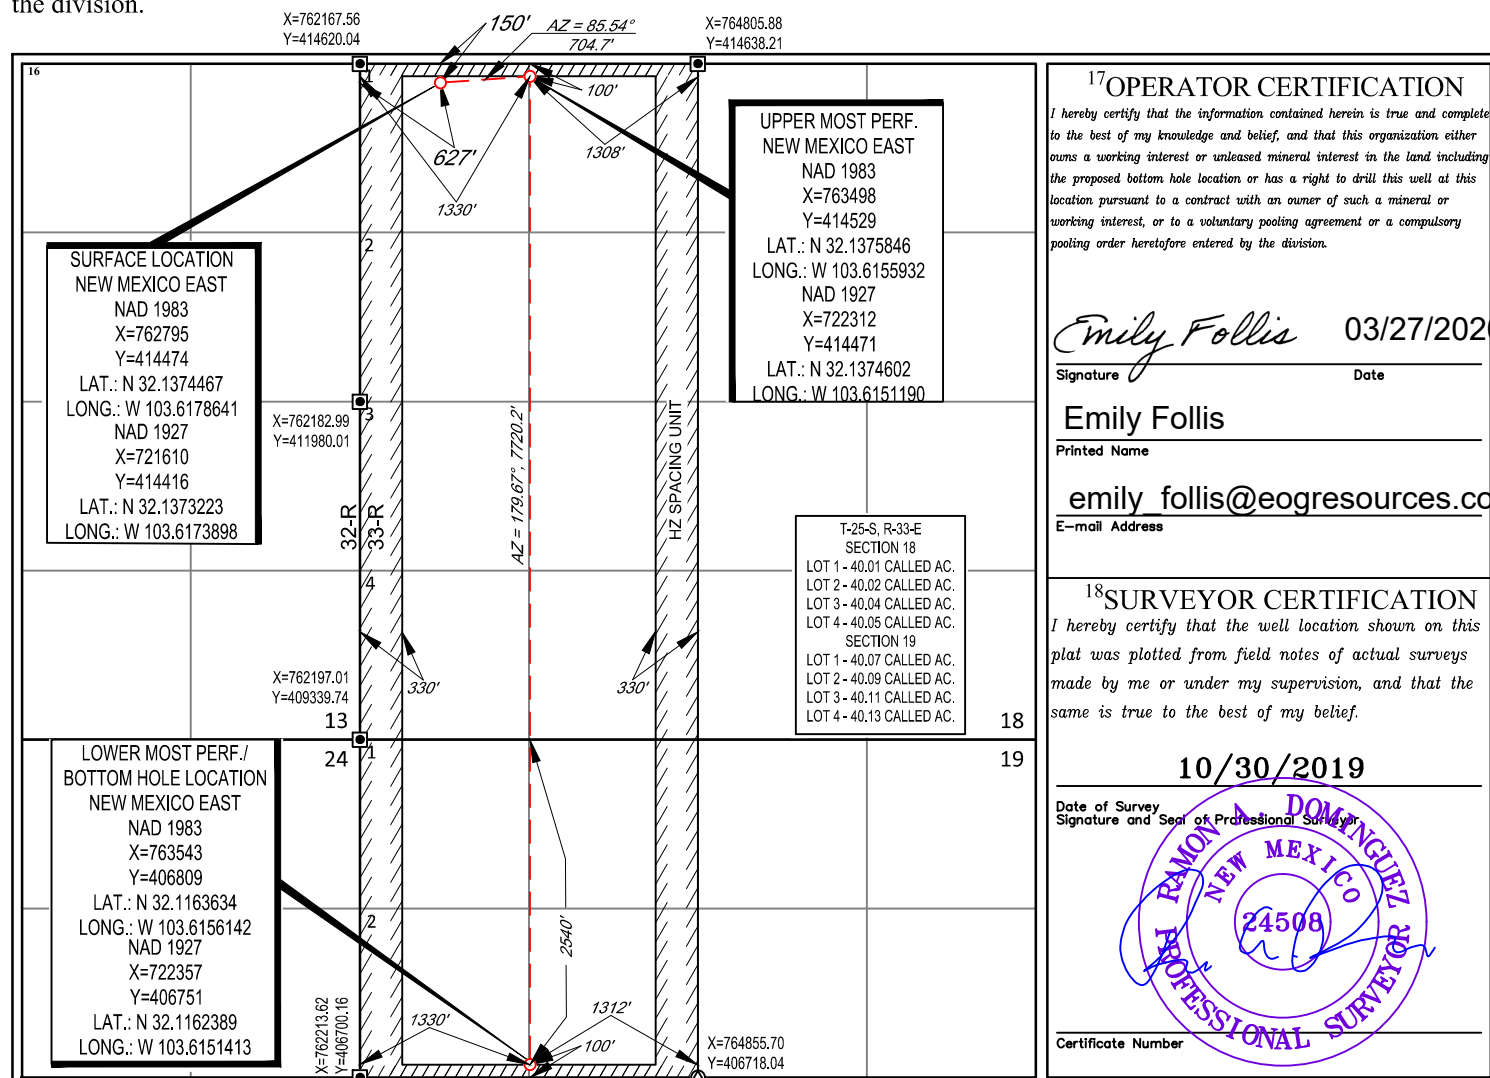 the division.
X=762167.56
Y=414620.04
150'
AZ = 85.54°
704.7'
X=764805.88
Y=414638.21
16
1
100'
627'
1308'
1330'
2
SURFACE LOCATION
NEW MEXICO EAST
NAD 1983
X=762795
Y=414474
LAT.: N 32.1374467
LONG.: W 103.6178641
NAD 1927
X=721610
Y=414416
LAT.: N 32.1373223
LONG.: W 103.6173898
UPPER MOST PERF.
NEW MEXICO EAST
NAD 1983
X=763498
Y=414529
LAT.: N 32.1375846
LONG.: W 103.6155932
NAD 1927
X=722312
Y=414471
LAT.: N 32.1374602
LONG.: W 103.6151190
X=762182.99
Y=411980.01
3
AZ = 179.67°, 7720.2'
HZ SPACING UNIT
32-R
33-R
4
T-25-S, R-33-E
SECTION 18
LOT 1 - 40.01 CALLED AC.
LOT 2 - 40.02 CALLED AC.
LOT 3 - 40.04 CALLED AC.
LOT 4 - 40.05 CALLED AC.
SECTION 19
LOT 1 - 40.07 CALLED AC.
LOT 2 - 40.09 CALLED AC.
LOT 3 - 40.11 CALLED AC.
LOT 4 - 40.13 CALLED AC.
X=762197.01
Y=409339.74
330'
330'
13
18
24
1
19
LOWER MOST PERF./
BOTTOM HOLE LOCATION
NEW MEXICO EAST
NAD 1983
X=763543
Y=406809
LAT.: N 32.1163634
LONG.: W 103.6156142
NAD 1927
X=722357
Y=406751
LAT.: N 32.1162389
LONG.: W 103.6151413
2
2540'
X=762213.62
Y=406700.16
1330'
1312'
100'
X=764855.70
Y=406718.04
17OPERATOR CERTIFICATION
I hereby certify that the information contained herein is true and complete
to the best of my knowledge and belief, and that this organization either
owns a working interest or unleased mineral interest in the land including
the proposed bottom hole location or has a right to drill this well at this
location pursuant to a contract with an owner of such a mineral or
working interest, or to a voluntary pooling agreement or a compulsory
pooling order heretofore entered by the division.
Emily Follis 03/27/2020
Signature Date
Emily Follis
Printed Name
emily_follis@eogresources.co
E-mail Address
18SURVEYOR CERTIFICATION
I hereby certify that the well location shown on this
plat was plotted from field notes of actual surveys
made by me or under my supervision, and that the
same is true to the best of my belief.
10/30/2019
Date of Survey
Signature and Seal of Professional Surveyor
RAMON A. DOMINGUEZ
NEW MEXICO
24508
PROFESSIONAL SURVEYOR
Certificate Number